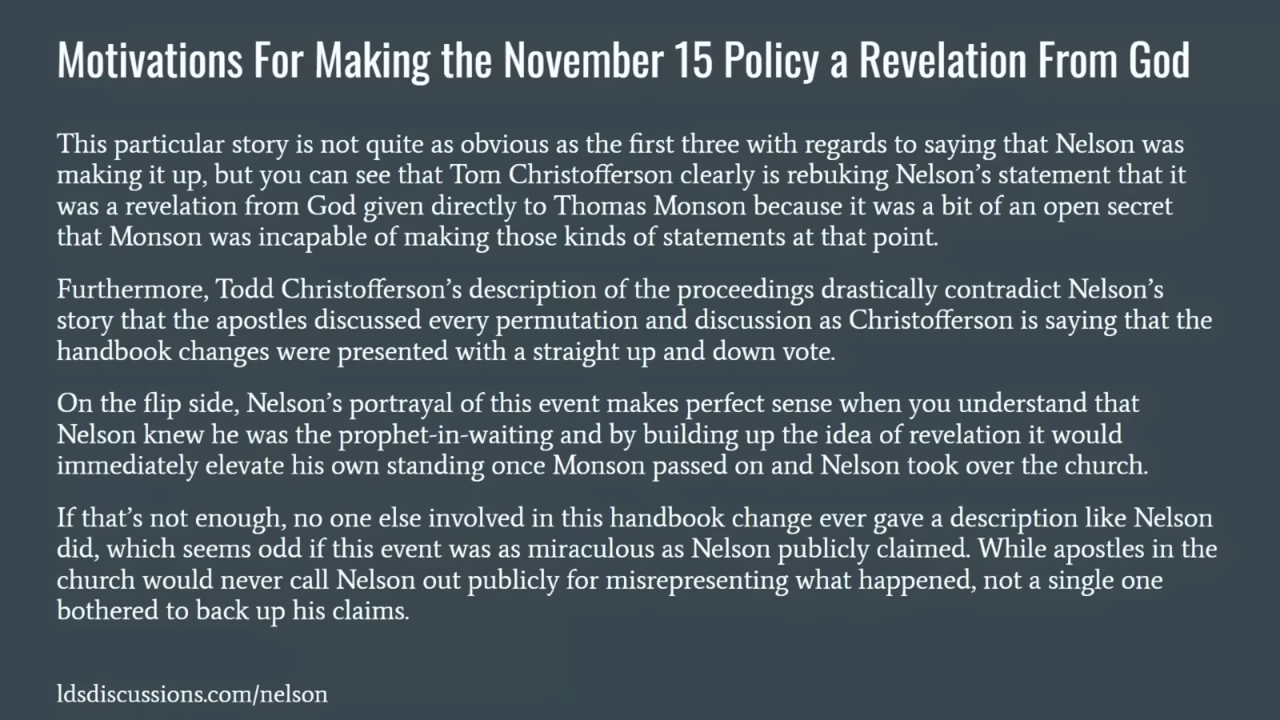 Motivations For Making the November 15 Policy a Revelation From God
This particular story is not quite as obvious as the first three with regards to saying that Nelson was
making it up, but you can see that Tom Christofferson clearly is rebuking Nelson’s statement that it
was a revelation from God given directly to Thomas Monson because it was a bit of an open secret
that Monson was incapable of making those kinds of statements at that point.
Furthermore, Todd Christofferson’s description of the proceedings drastically contradict Nelson’s
story that the apostles discussed every permutation and discussion as Christofferson is saying that the
handbook changes were presented with a straight up and down vote.
On the flip side, Nelson’s portrayal of this event makes perfect sense when you understand that
Nelson knew he was the prophet-in-waiting and by building up the idea of revelation it would
immediately elevate his own standing once Monson passed on and Nelson took over the church.
If that’s not enough, no one else involved in this handbook change ever gave a description like Nelson
did, which seems odd if this event was as miraculous as Nelson publicly claimed. While apostles in the
church would never call Nelson out publicly for misrepresenting what happened, not a single one
bothered to back up his claims.
ldsdiscussions.com/nelson